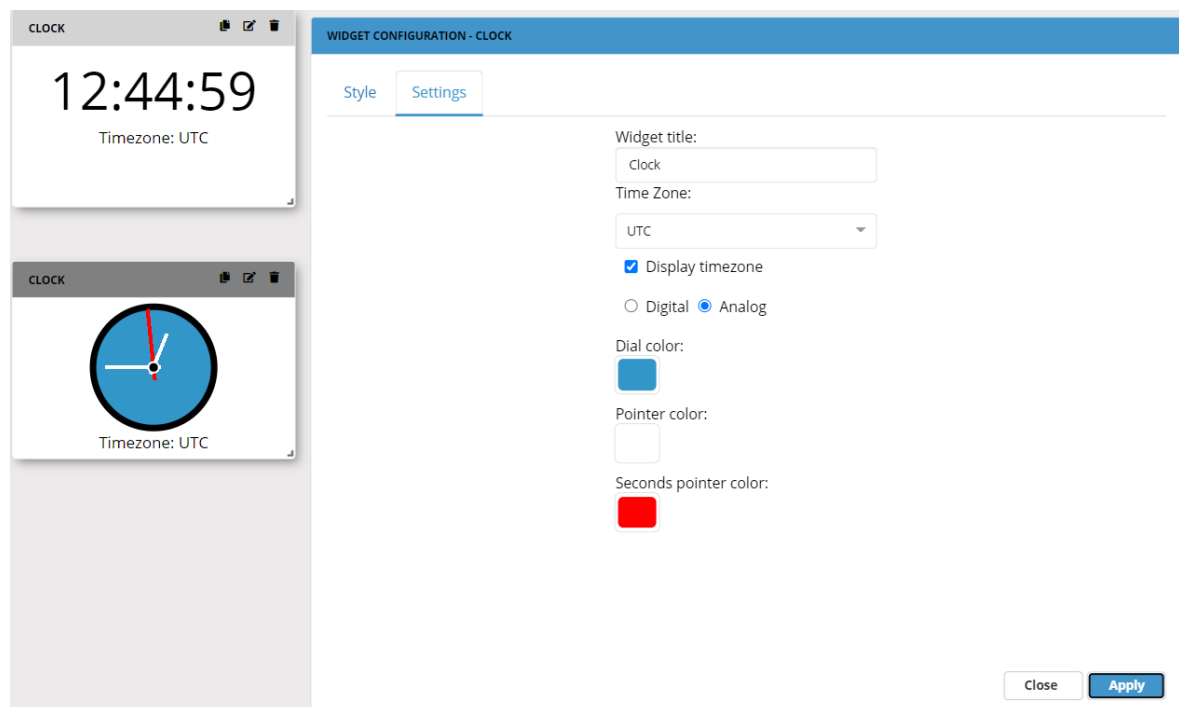 CLOCK
12:44:59
Timezone: UTC
CLOCK
Timezone: UTC
WIDGET CONFIGURATION - CLOCK
Style Settings
Widget title:
Clock
Time Zone:
UTC
Display timezone
Digital Analog
Dial color:
Pointer color:
Seconds pointer color:
Close Apply